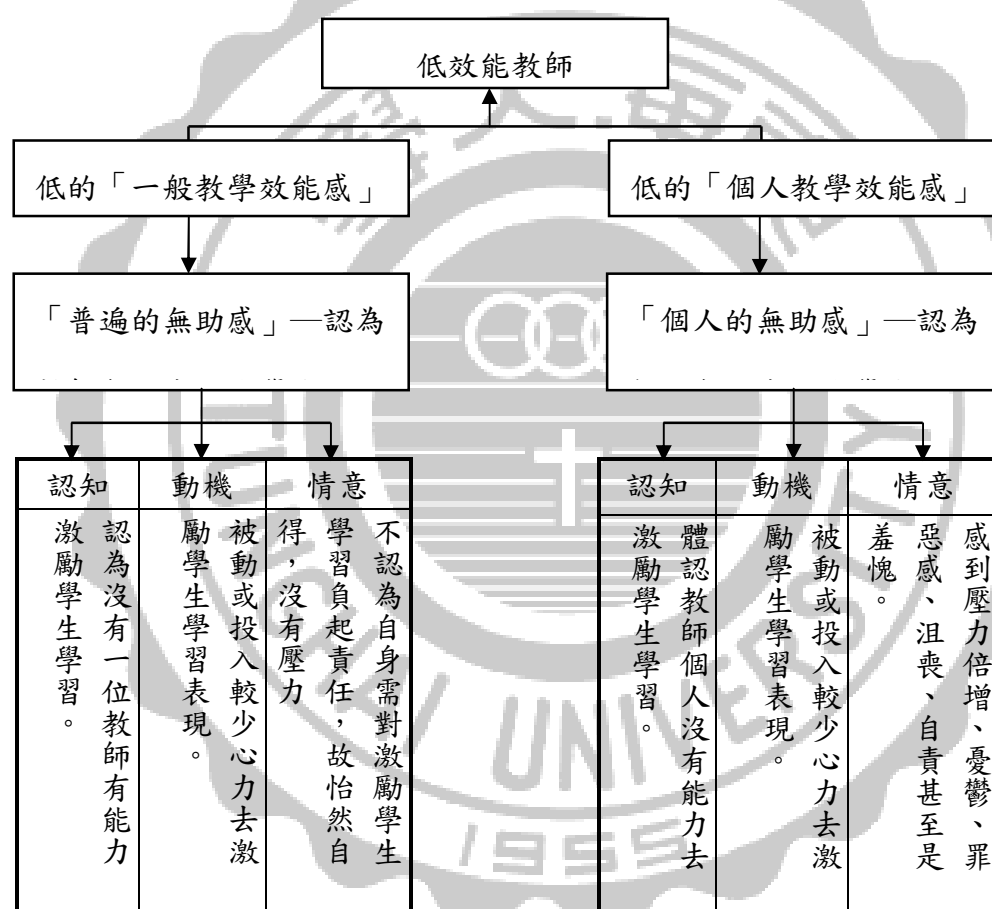 低效能教師
低的「一般教學效能感」
低的「個人教學效能感」
「普遍的無助感」—認為
「個人的無助感」—認為
認知
動機
情意
認為沒有一位教師有能力
激勵學生學習。
被動或投入較少心力去激
勵學生學習表現。
不認為自身需對激勵學生
學習負起責任，故怡然自
得，沒有壓力
認知
動機
情意
體認教師個人沒有能力去
激勵學生學習。
被動或投入較少心力去激
勵學生學習表現。
感到壓力倍增、憂鬱、罪
惡感、沮喪、自責甚至是
羞愧。
UNIVERSITY
1955